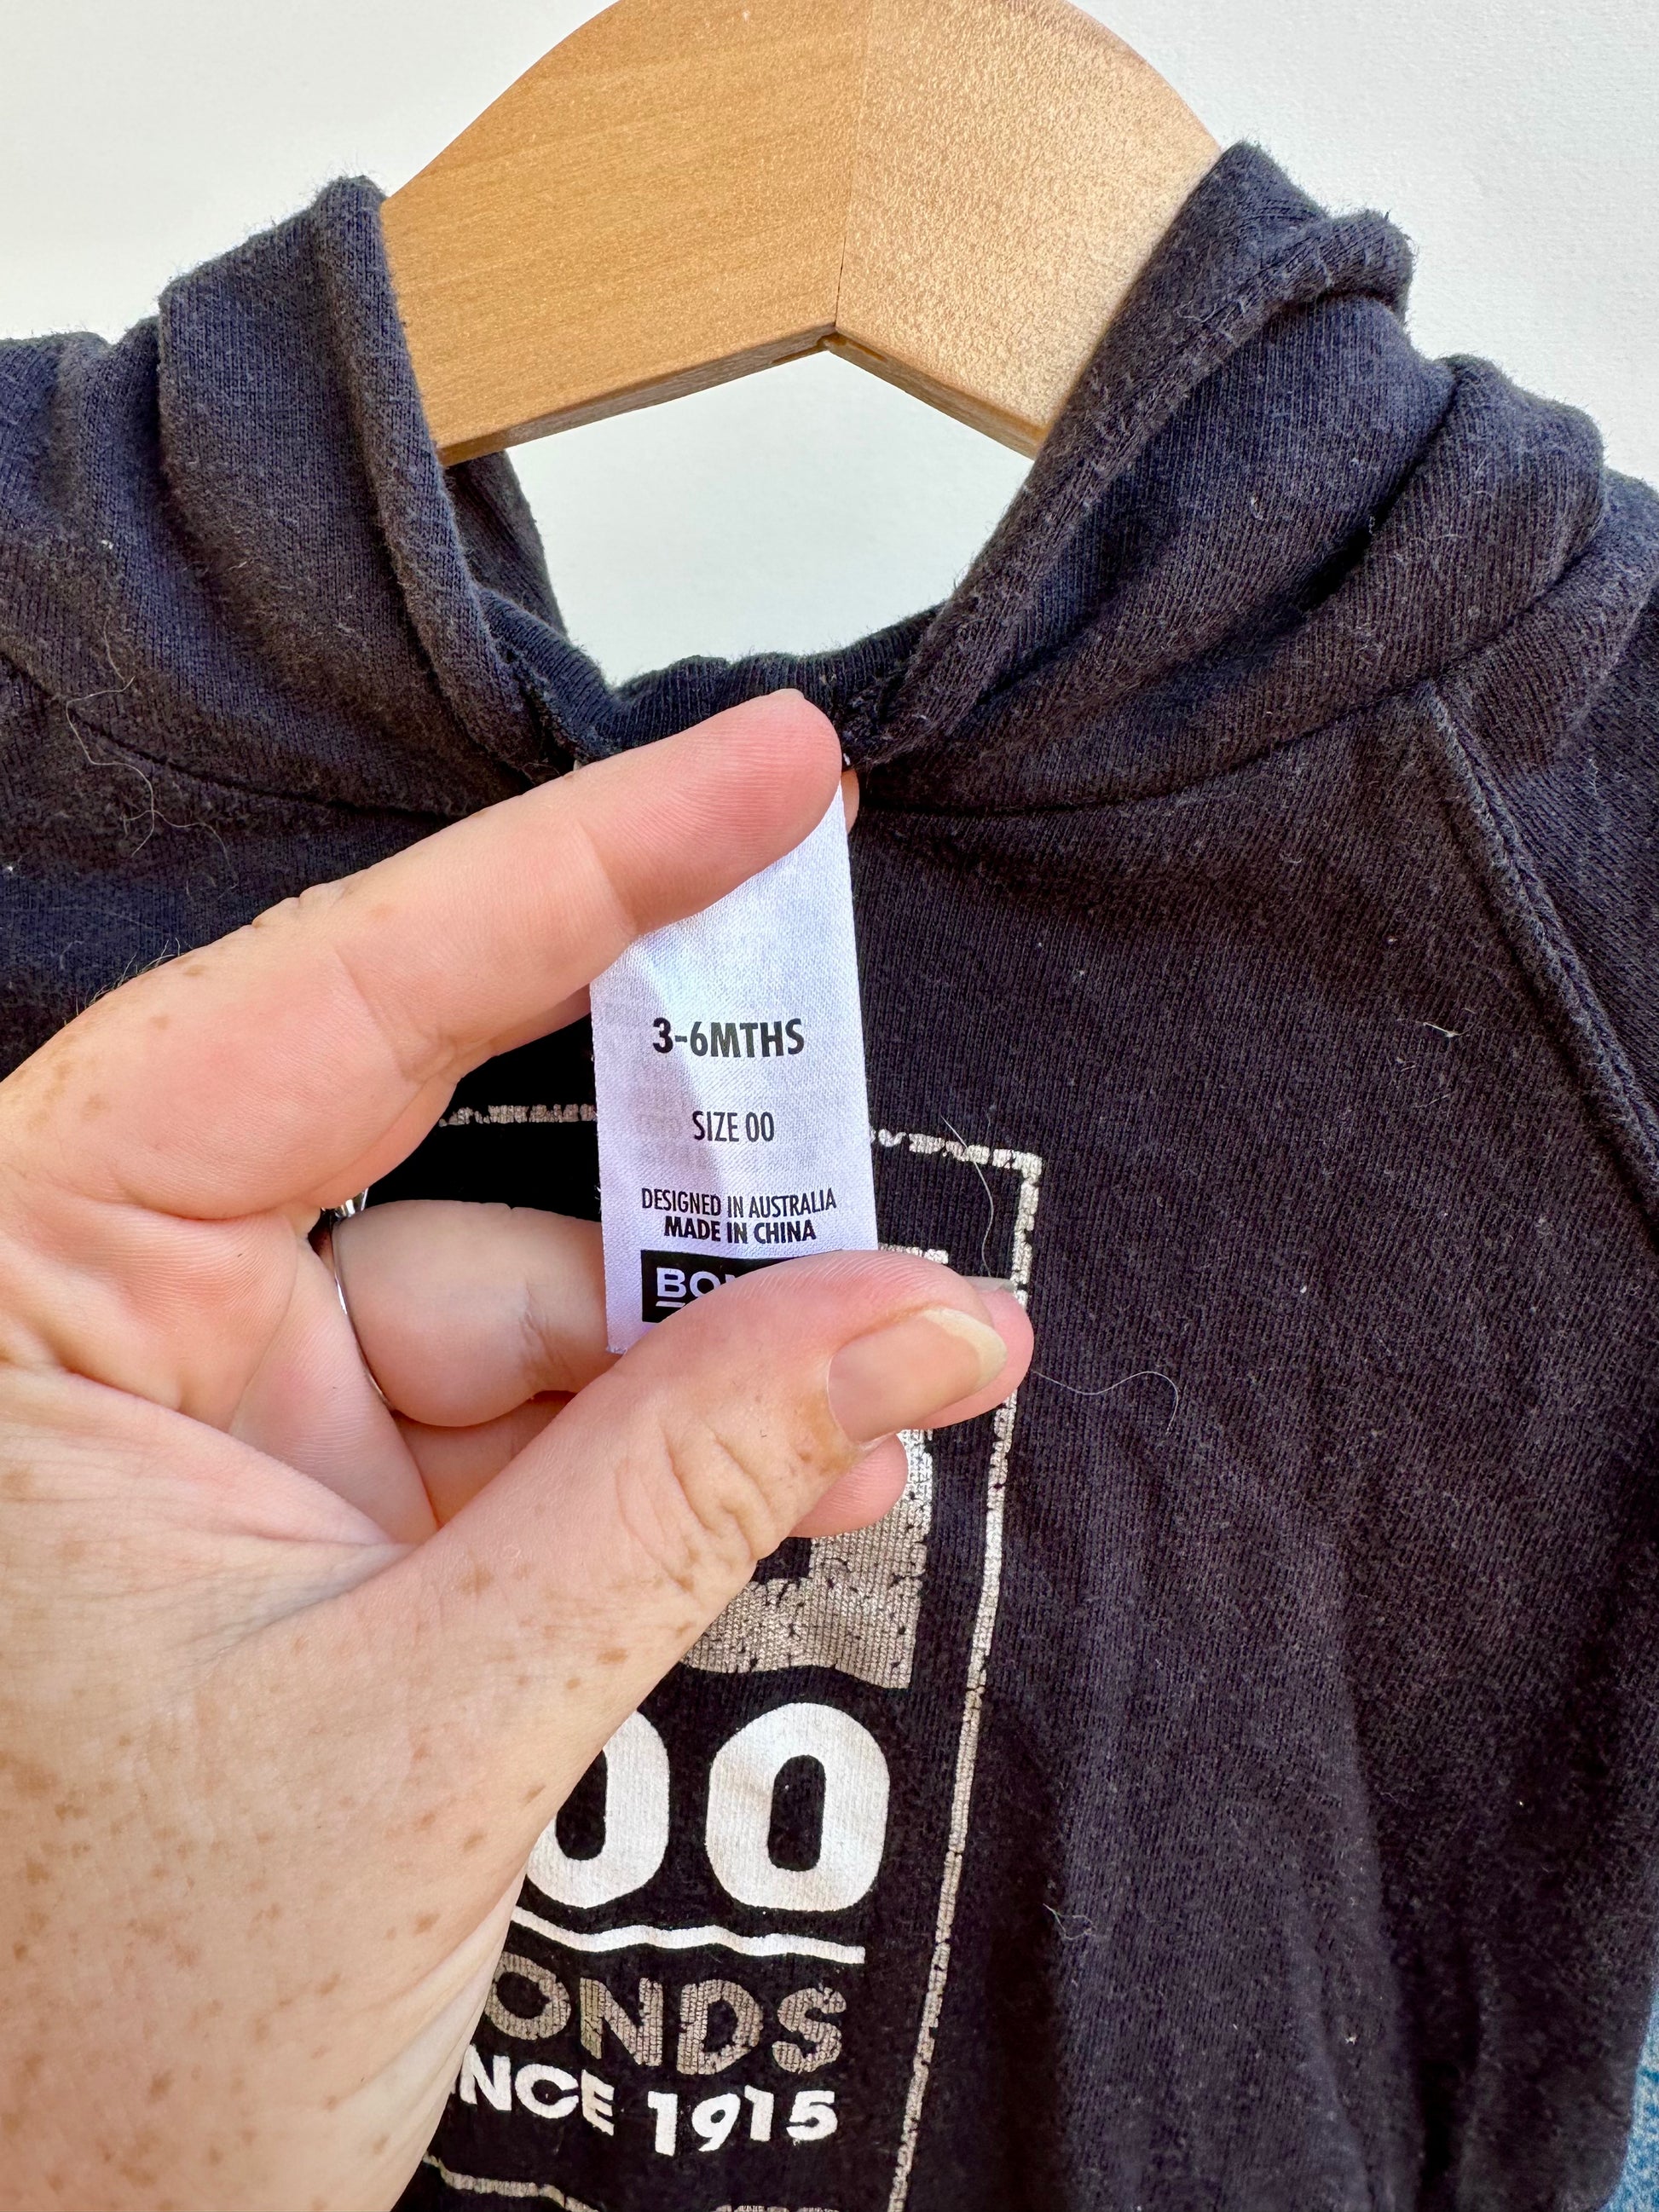 3-6MTHS
SIZE 00
DESIGNED IN AUSTRALIA
MADE IN CHINA
00
ONDS
NCE 1915